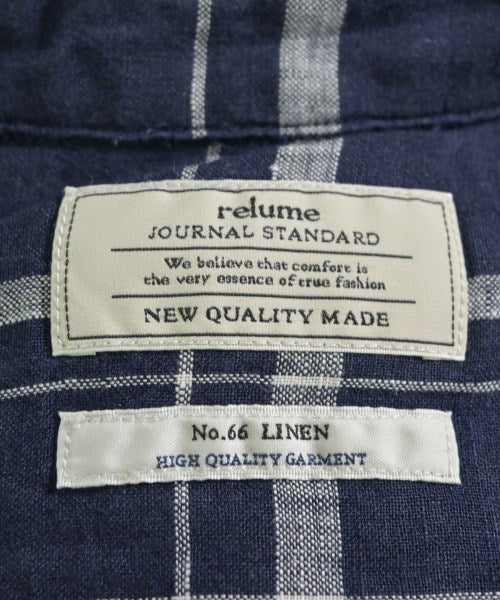 relume
JOURNAL STANDARD
We believe that comfort is
the very essence of true fashion
NEW QUALITY MADE
No.66 LINEN
HIGH QUALITY GARMENT